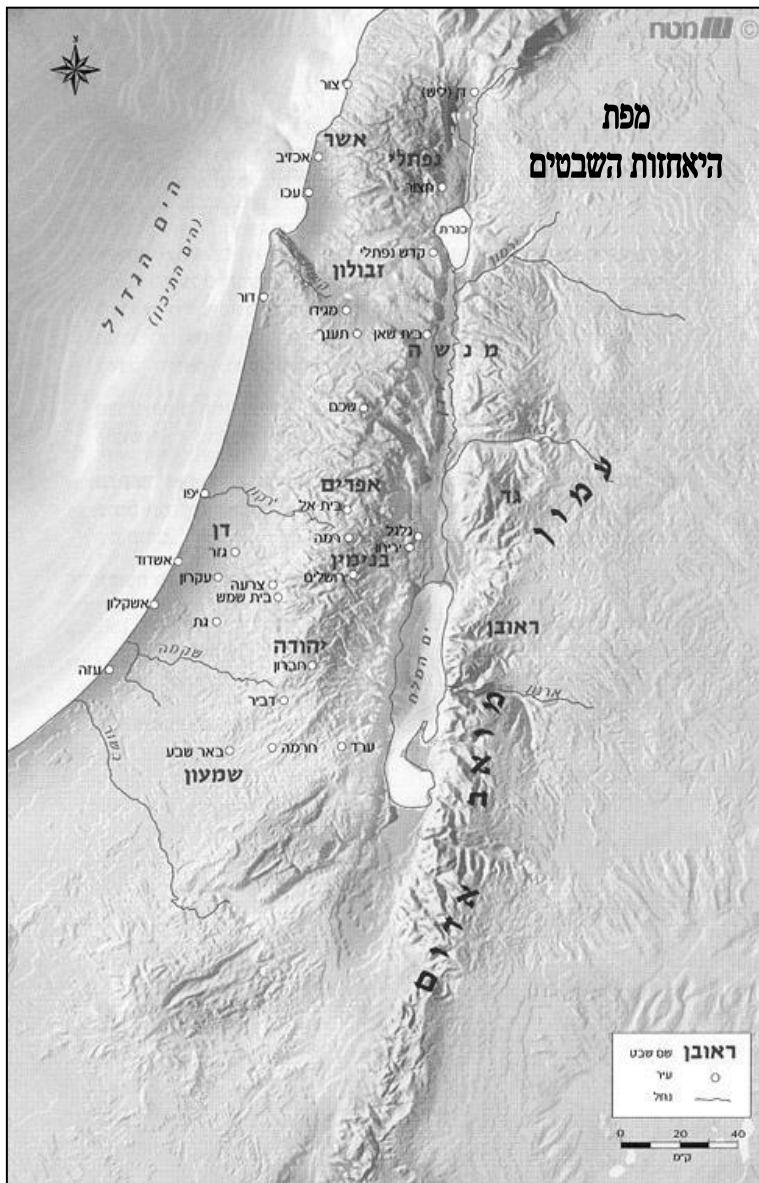 © מטח
מפת
היאחזות השבטים
צ
צור
דן (ליש)
אשר
אכזיב
נפתלי
חצור
עכו
כנרת
הים הגדול
(הים התיכון)
קדש נפתלי
ירמוך
זבולון
קישון
דור
מגידו
תענך
בית שאן
מנשה
ירדן
שכם
יבוק
עמון
אפרים
גד
יפו
ירקון
בית אל
דן
גזר
רמה
גלגל
יריחו
בנימין
אשדוד
עקרון
צרעה
ירושלים
בית שמש
אשקלון
גת
ראובן
יהודה
שקמה
חברון
עזה
ים המלח
ארנון
דביר
מואב
בשור
באר שבע
חרמה
ערד
שמעון
אדום
ראובן שם שבט
עיר
נחל
0 20 40
ק"מ